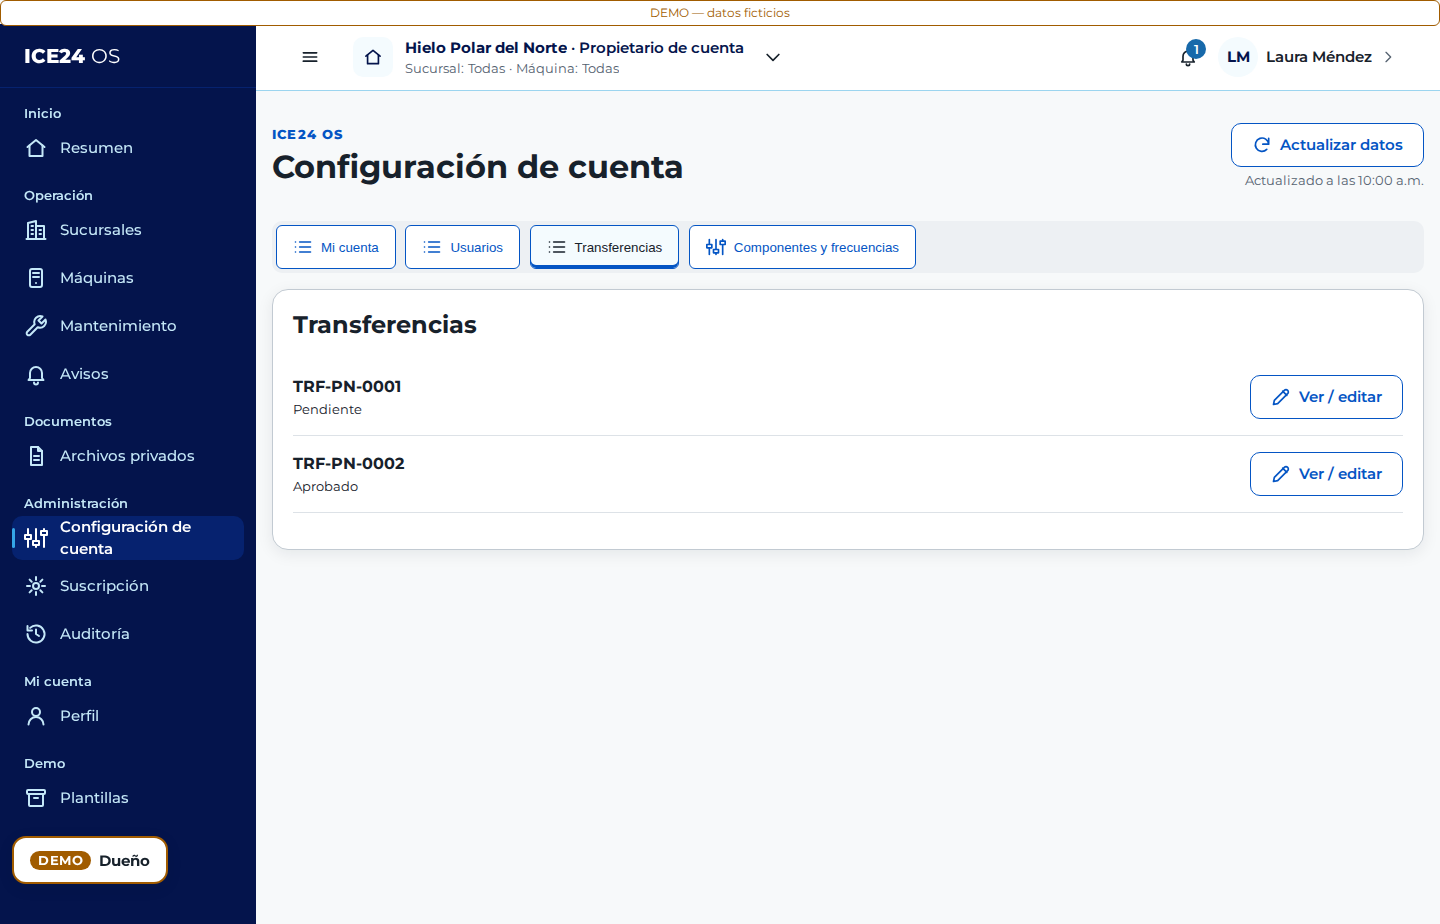 DEMO — datos ficticios
ICE24 OS
Inicio
Resumen
Operación
Sucursales
Máquinas
Mantenimiento
Avisos
Documentos
Archivos privados
Administración
Configuración de
cuenta
Suscripción
Auditoría
Mi cuenta
Perfil
Demo
Plantillas
DEMO Dueño
Hielo Polar del Norte · Propietario de cuenta
Sucursal: Todas · Máquina: Todas
1
LM Laura Méndez
ICE24 OS
Configuración de cuenta
Actualizar datos
Actualizado a las 10:00 a.m.
Mi cuenta
Usuarios
Transferencias
Componentes y frecuencias
Transferencias
TRF-PN-0001
Pendiente
Ver / editar
TRF-PN-0002
Aprobado
Ver / editar